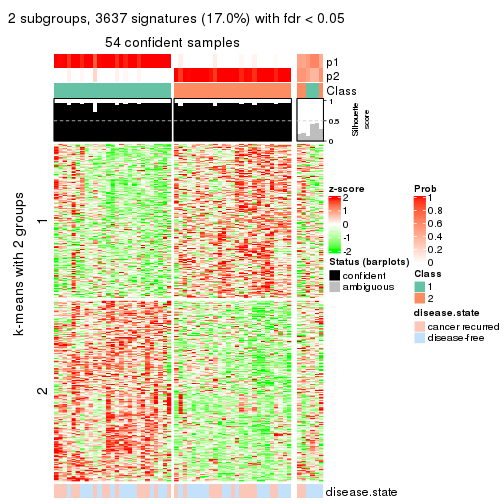 2 subgroups, 3637 signatures (17.0%) with fdr < 0.05
54 confident samples
p1
p2
Class
1
0.5
0
Silhouette
score
k-means with 2 groups
1
2
z-score
2
1
0
-1
-2
Status (barplots)
confident
ambiguous
Prob
1
0.8
0.6
0.4
0.2
0
Class
1
2
disease.state
cancer recurred
disease-free
disease.state